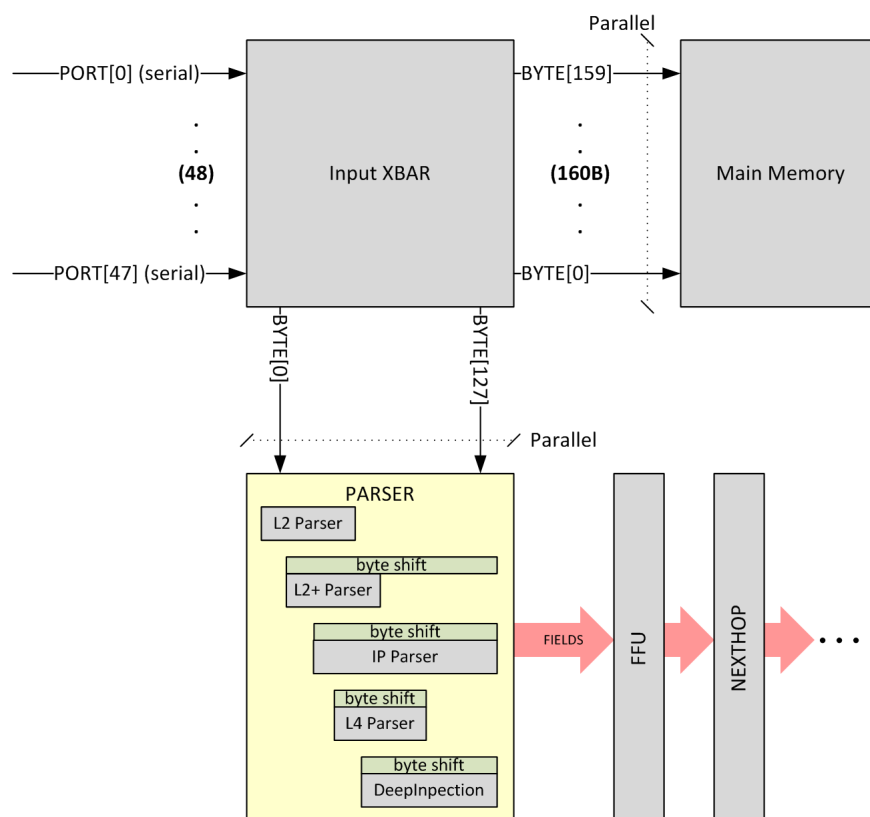 Parallel
PORT[0] (serial)
BYTE[159]
(48)
Input XBAR
(160B)
Main Memory
PORT[47] (serial)
BYTE[0]
BYTE[0]
BYTE[127]
Parallel
PARSER
L2 Parser
byte shift
L2+ Parser
byte shift
IP Parser
byte shift
L4 Parser
byte shift
DeepInpection
FIELDS
FFU
NEXTHOP